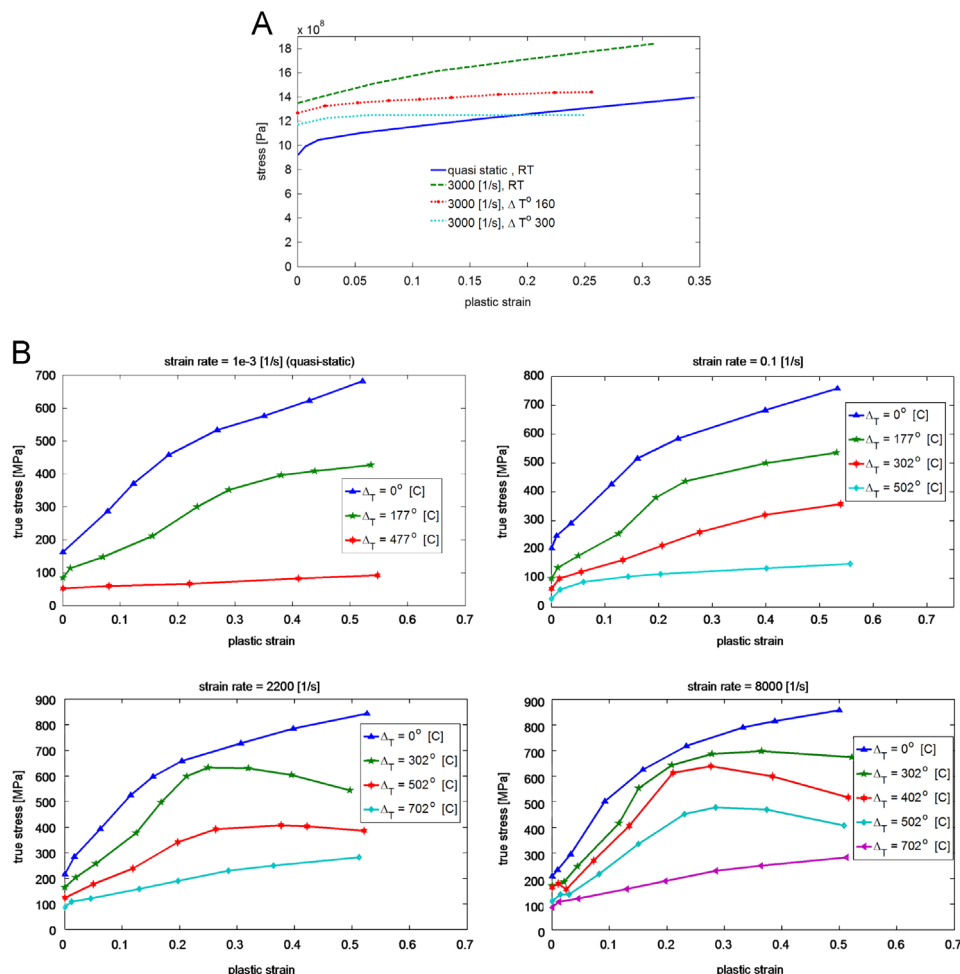 A
x 10⁸
18
16
14
12
10
8
6
4
2
0
stress [Pa]
quasi static , RT
3000 [1/s], RT
3000 [1/s], Δ T° 160
3000 [1/s], Δ T° 300
0 0.05 0.1 0.15 0.2 0.25 0.3 0.35
plastic strain
B
strain rate = 1e-3 [1/s] (quasi-static)
700
600
500
400
300
200
100
0
true stress [MPa]
Δ_T = 0° [C]
Δ_T = 177° [C]
Δ_T = 477° [C]
0 0.1 0.2 0.3 0.4 0.5 0.6 0.7
plastic strain
strain rate = 0.1 [1/s]
800
700
600
500
400
300
200
100
0
true stress [MPa]
Δ_T = 0° [C]
Δ_T = 177° [C]
Δ_T = 302° [C]
Δ_T = 502° [C]
0 0.1 0.2 0.3 0.4 0.5 0.6 0.7
plastic strain
strain rate = 2200 [1/s]
900
800
700
600
500
400
300
200
100
0
true stress [MPa]
Δ_T = 0° [C]
Δ_T = 302° [C]
Δ_T = 502° [C]
Δ_T = 702° [C]
0 0.1 0.2 0.3 0.4 0.5 0.6 0.7
plastic strain
strain rate = 8000 [1/s]
900
800
700
600
500
400
300
200
100
0
true stress [MPa]
Δ_T = 0° [C]
Δ_T = 302° [C]
Δ_T = 402° [C]
Δ_T = 502° [C]
Δ_T = 702° [C]
0 0.1 0.2 0.3 0.4 0.5 0.6 0.7
plastic strain